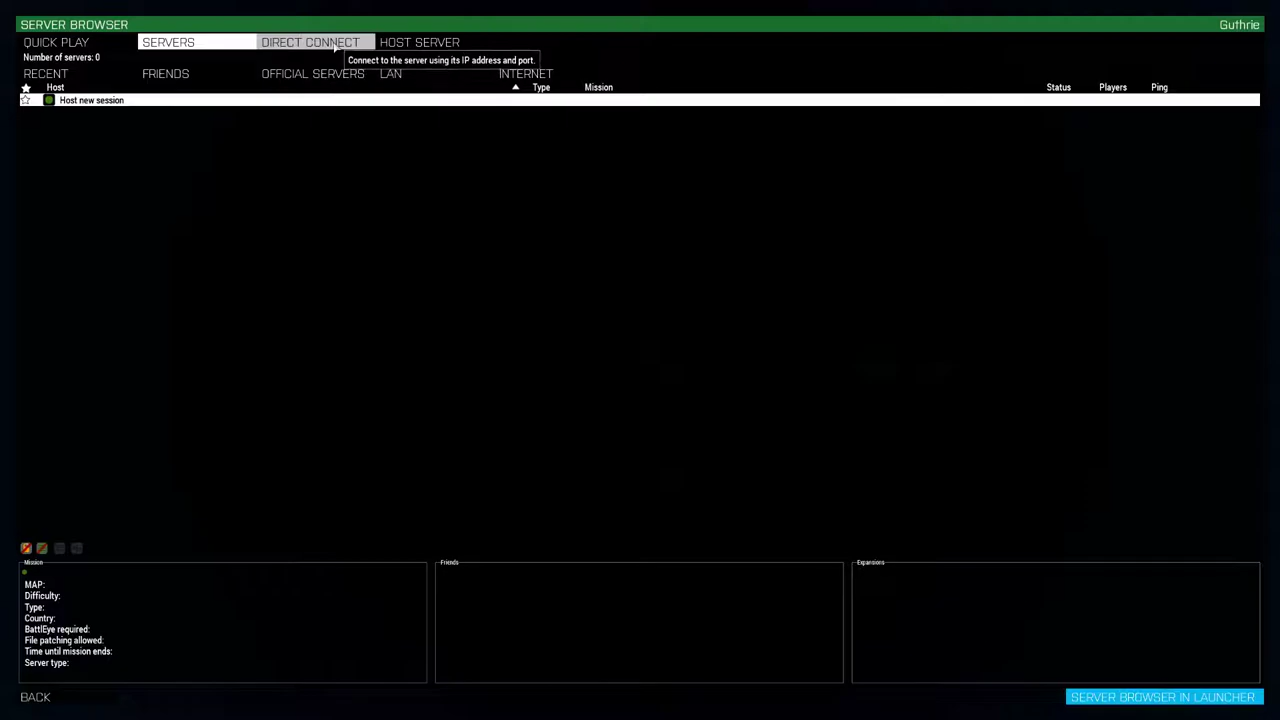 SERVER BROWSER Guthrie
QUICK PLAY SERVERS DIRECT CONNECT HOST SERVER
Number of servers: 0
Connect to the server using its IP address and port.
RECENT FRIENDS OFFICIAL SERVERS LAN INTERNET
Host Type Mission Status Players Ping
Host new session
Mission
MAP:
Difficulty:
Type:
Country:
BattlEye required:
File patching allowed:
Time until mission ends:
Server type:
Friends
Expansions
BACK SERVER BROWSER IN LAUNCHER